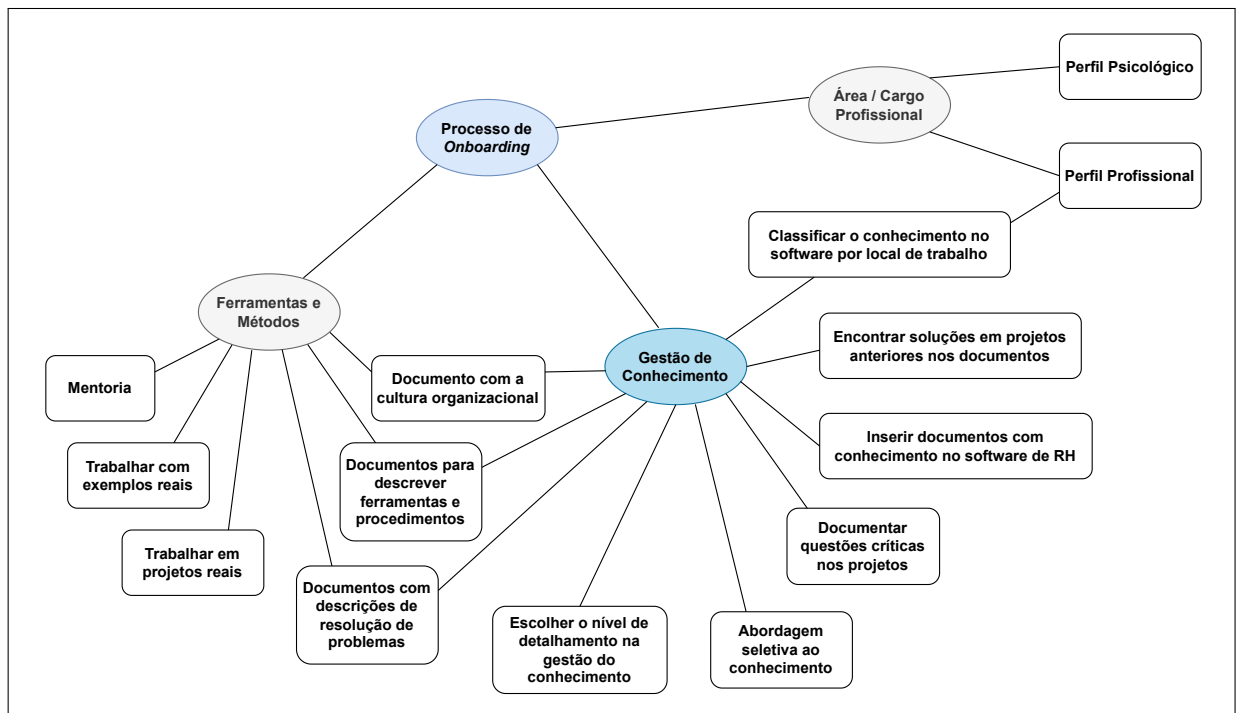 Perfil Psicológico
Área / Cargo
Profissional
Processo de
Onboarding
Perfil Profissional
Classificar o conhecimento no
software por local de trabalho
Ferramentas e
Métodos
Gestão de
Conhecimento
Encontrar soluções em projetos
anteriores nos documentos
Mentoria
Documento com a
cultura organizacional
Inserir documentos com
conhecimento no software de RH
Trabalhar com
exemplos reais
Documentos para
descrever
ferramentas e
procedimentos
Documentar
questões críticas
nos projetos
Trabalhar em
projetos reais
Documentos com
descrições de
resolução de
problemas
Escolher o nível de
detalhamento na
gestão do
conhecimento
Abordagem
seletiva ao
conhecimento